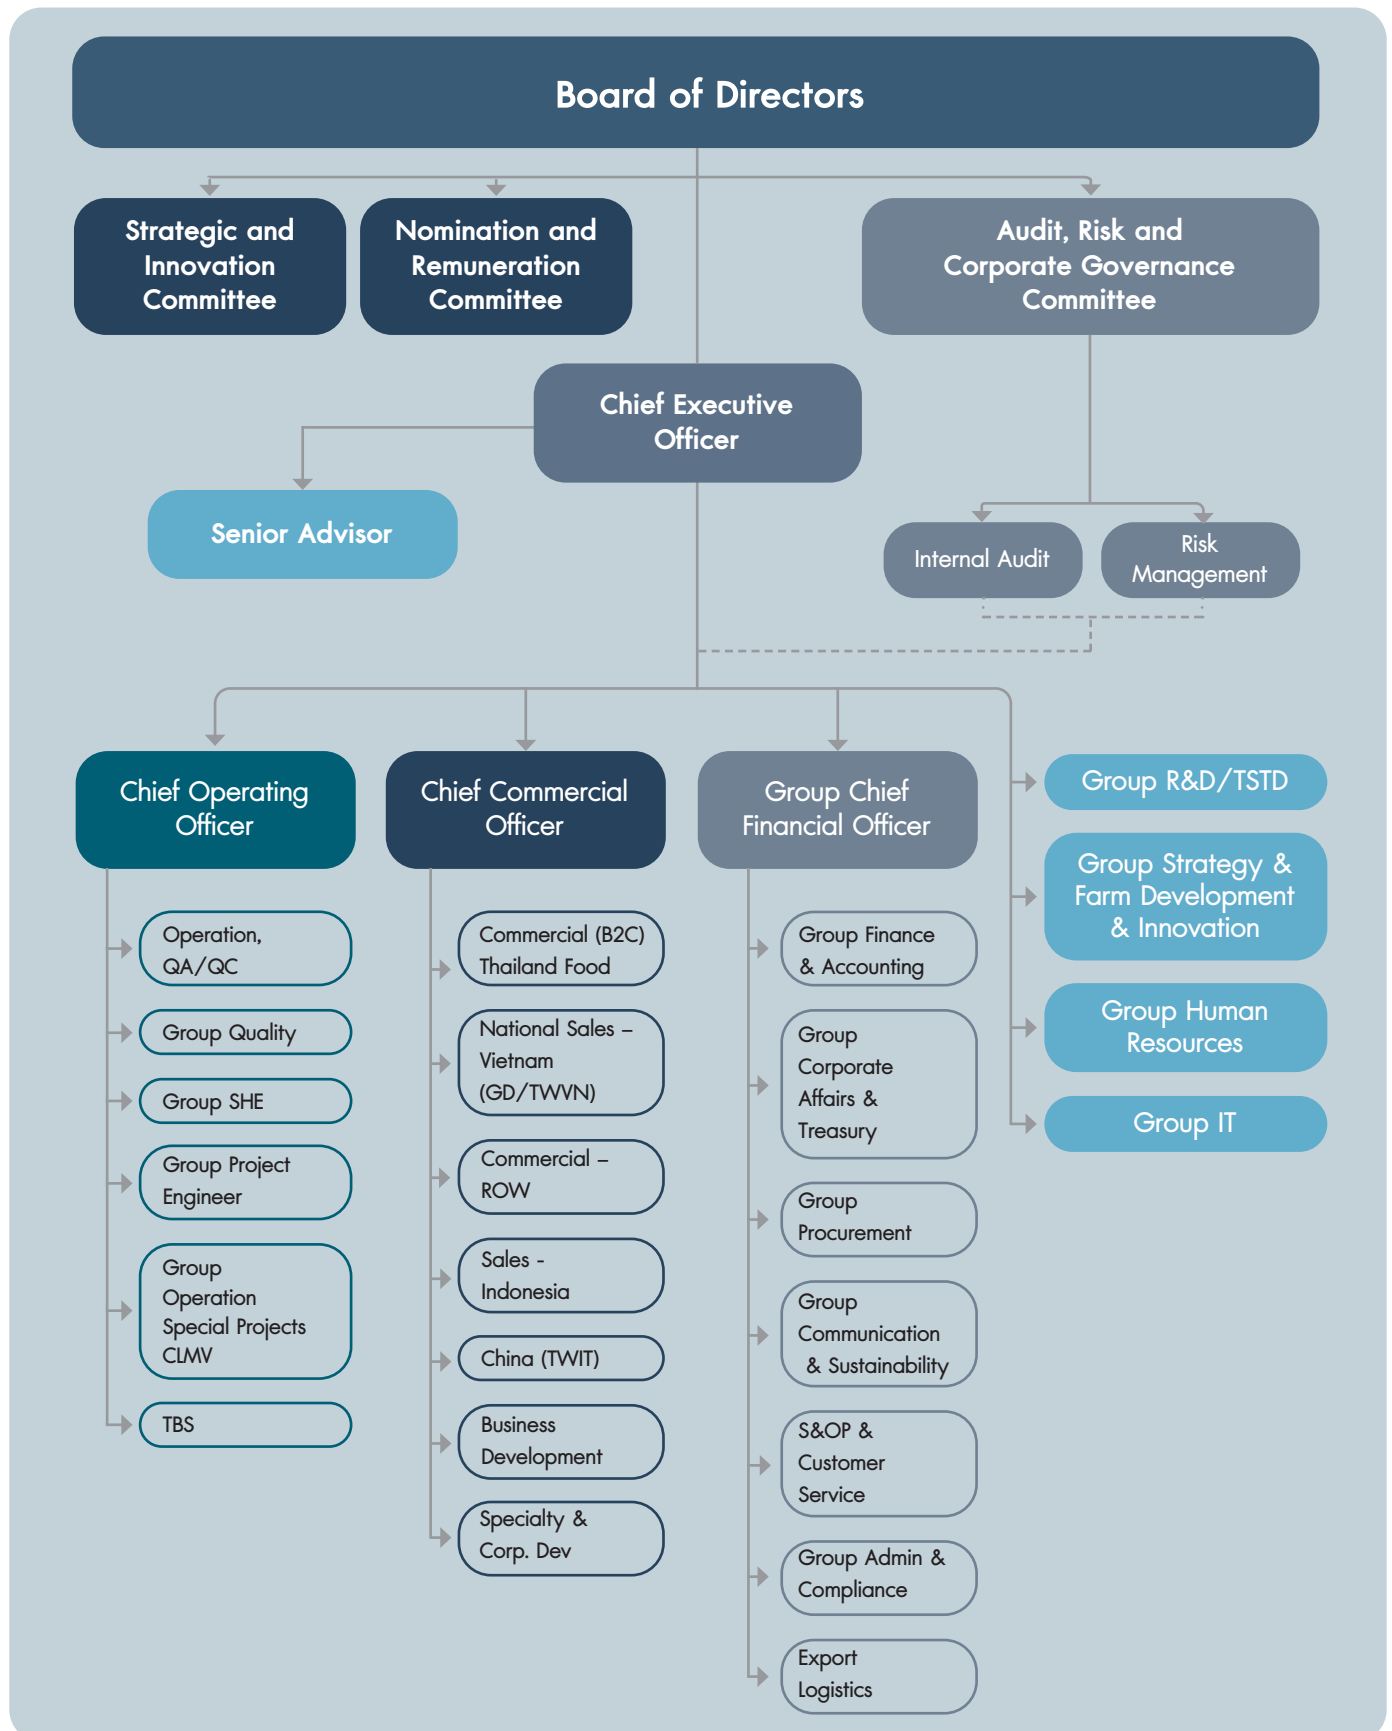 Board of Directors
Strategic and
Innovation
Committee
Nomination and
Remuneration
Committee
Audit, Risk and
Corporate Governance
Committee
Chief Executive
Officer
Senior Advisor
Internal Audit
Risk
Management
Chief Operating
Officer
Operation,
QA/QC
Group Quality
Group SHE
Group Project
Engineer
Group
Operation
Special Projects
CLMV
TBS
Chief Commercial
Officer
Commercial (B2C)
Thailand Food
National Sales –
Vietnam
(GD/TWVN)
Commercial –
ROW
Sales -
Indonesia
China (TWIT)
Business
Development
Specialty &
Corp. Dev
Group Chief
Financial Officer
Group Finance
& Accounting
Group
Corporate
Affairs &
Treasury
Group
Procurement
Group
Communication
& Sustainability
S&OP &
Customer
Service
Group Admin &
Compliance
Export
Logistics
Group R&D/TSTD
Group Strategy &
Farm Development
& Innovation
Group Human
Resources
Group IT